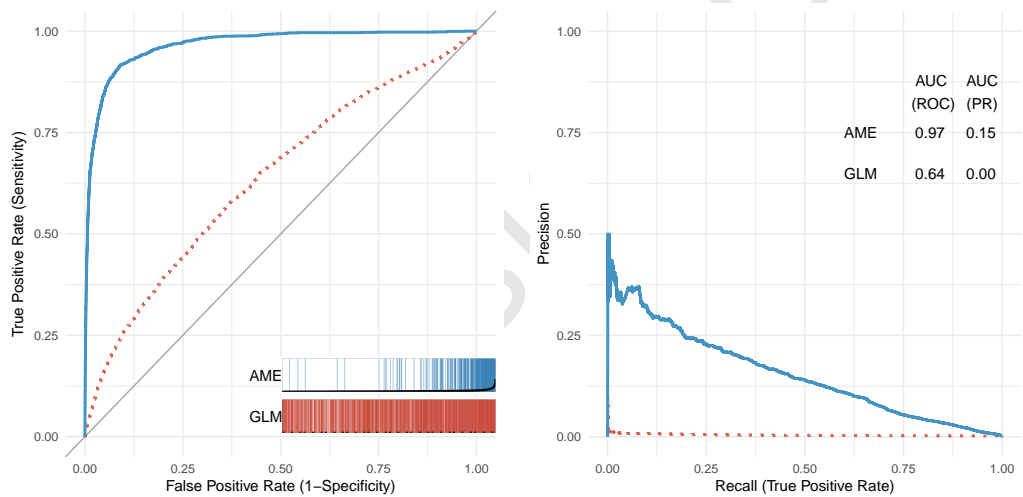 1.00
0.75
0.50
0.25
0.00
True Positive Rate (Sensitivity)
AME
GLM
0.00 0.25 0.50 0.75 1.00
False Positive Rate (1−Specificity)
1.00
0.75
0.50
0.25
0.00
Precision
AUC AUC
(ROC) (PR)
AME 0.97 0.15
GLM 0.64 0.00
0.00 0.25 0.50 0.75 1.00
Recall (True Positive Rate)